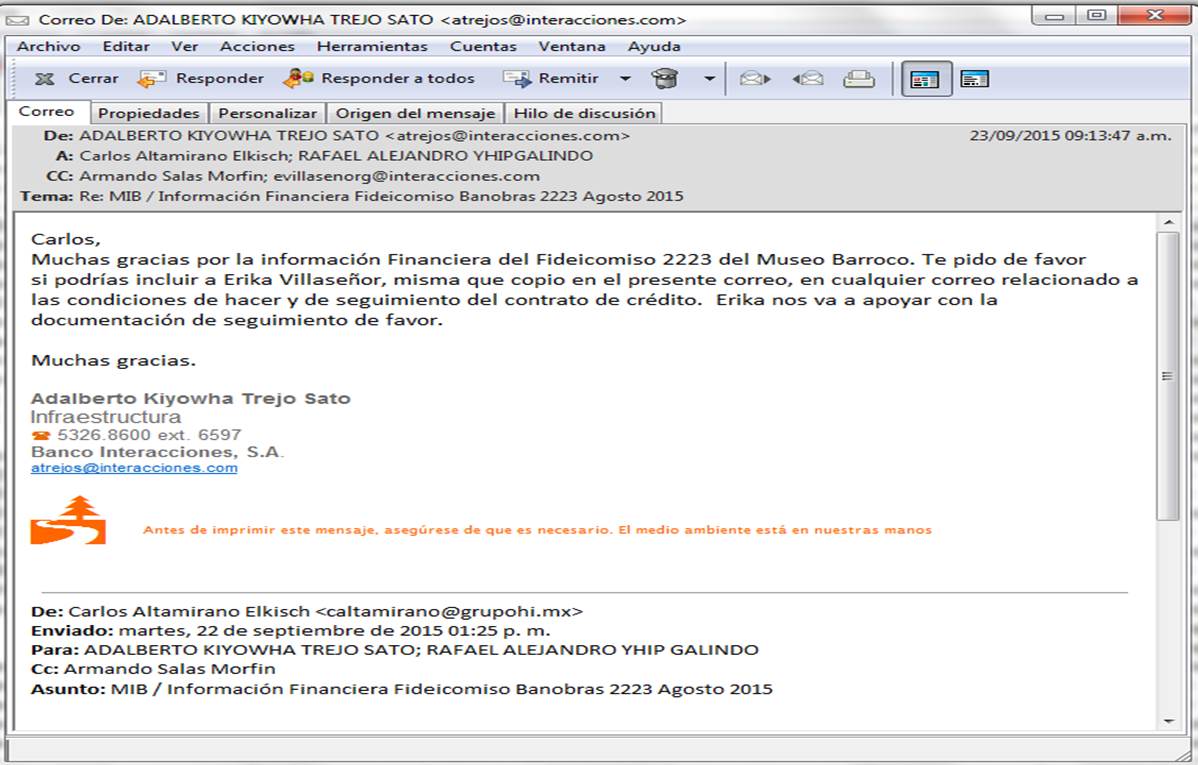 Correo De: ADALBERTO KIYOWHA TREJO SATO <atrejos@interacciones.com>
Archivo Editar Ver Acciones Herramientas Cuentas Ventana Ayuda
Cerrar Responder Responder a todos Remitir
Correo Propiedades Personalizar Origen del mensaje Hilo de discusión
De: ADALBERTO KIYOWHA TREJO SATO <atrejos@interacciones.com> 23/09/2015 09:13:47 a.m.
A: Carlos Altamirano Elkisch; RAFAEL ALEJANDRO YHIPGALINDO
CC: Armando Salas Morfin; evillasenorg@interacciones.com
Tema: Re: MIB / Información Financiera Fideicomiso Banobras 2223 Agosto 2015
Carlos,
Muchas gracias por la información Financiera del Fideicomiso 2223 del Museo Barroco. Te pido de favor
si podrías incluir a Erika Villaseñor, misma que copio en el presente correo, en cualquier correo relacionado a
las condiciones de hacer y de seguimiento del contrato de crédito. Erika nos va a apoyar con la
documentación de seguimiento de favor.
Muchas gracias.
Adalberto Kiyowha Trejo Sato
Infraestructura
☎ 5326.8600 ext. 6597
Banco Interacciones, S.A.
atrejos@interacciones.com
Antes de imprimir este mensaje, asegúrese de que es necesario. El medio ambiente está en nuestras manos
De: Carlos Altamirano Elkisch <caltamirano@grupohi.mx>
Enviado: martes, 22 de septiembre de 2015 01:25 p. m.
Para: ADALBERTO KIYOWHA TREJO SATO; RAFAEL ALEJANDRO YHIP GALINDO
Cc: Armando Salas Morfin
Asunto: MIB / Información Financiera Fideicomiso Banobras 2223 Agosto 2015